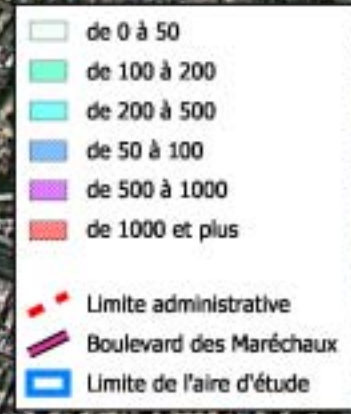 de 0 à 50
de 100 à 200
de 200 à 500
de 50 à 100
de 500 à 1000
de 1000 et plus
Limite administrative
Boulevard des Maréchaux
Limite de l'aire d'étude